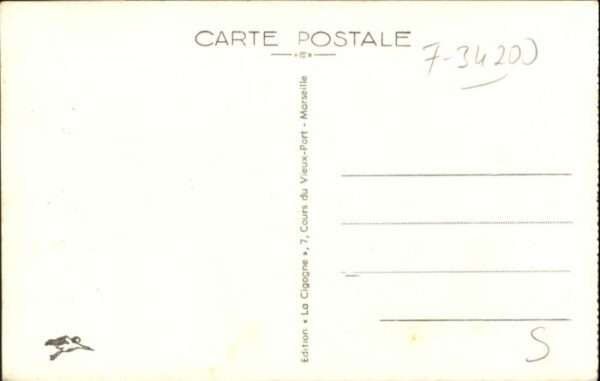 CARTE POSTALE
7-34200
Edition « La Cigogne », 7, Cours du Vieux-Port - Marseille
S